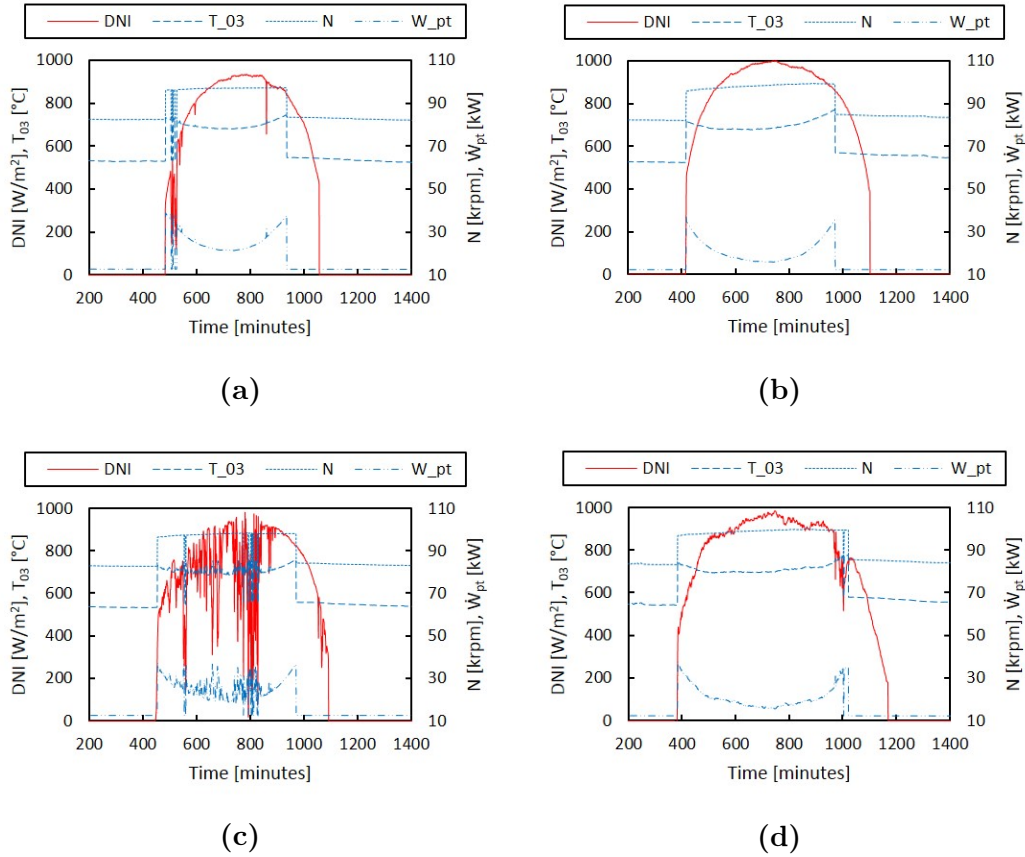 DNI T_03 N W_pt
DNI T_03 N W_pt
1000 110
800 90
600 70
400 50
200 30
0 10
200 400 600 800 1000 1200 1400
DNI [W/m²], T₀₃ [°C]
N [krpm], Ẇₚₜ [kW]
Time [minutes]
(a)
1000 110
800 90
600 70
400 50
200 30
0 10
200 400 600 800 1000 1200 1400
DNI [W/m²], T₀₃ [°C]
N [krpm], Ẇₚₜ [kW]
Time [minutes]
(b)
DNI T_03 N W_pt
DNI T_03 N W_pt
1000 110
800 90
600 70
400 50
200 30
0 10
200 400 600 800 1000 1200 1400
DNI [W/m²], T₀₃ [°C]
N [krpm], Ẇₚₜ [kW]
Time [minutes]
(c)
1000 110
800 90
600 70
400 50
200 30
0 10
200 400 600 800 1000 1200 1400
DNI [W/m²], T₀₃ [°C]
N [krpm], Ẇₚₜ [kW]
Time [minutes]
(d)